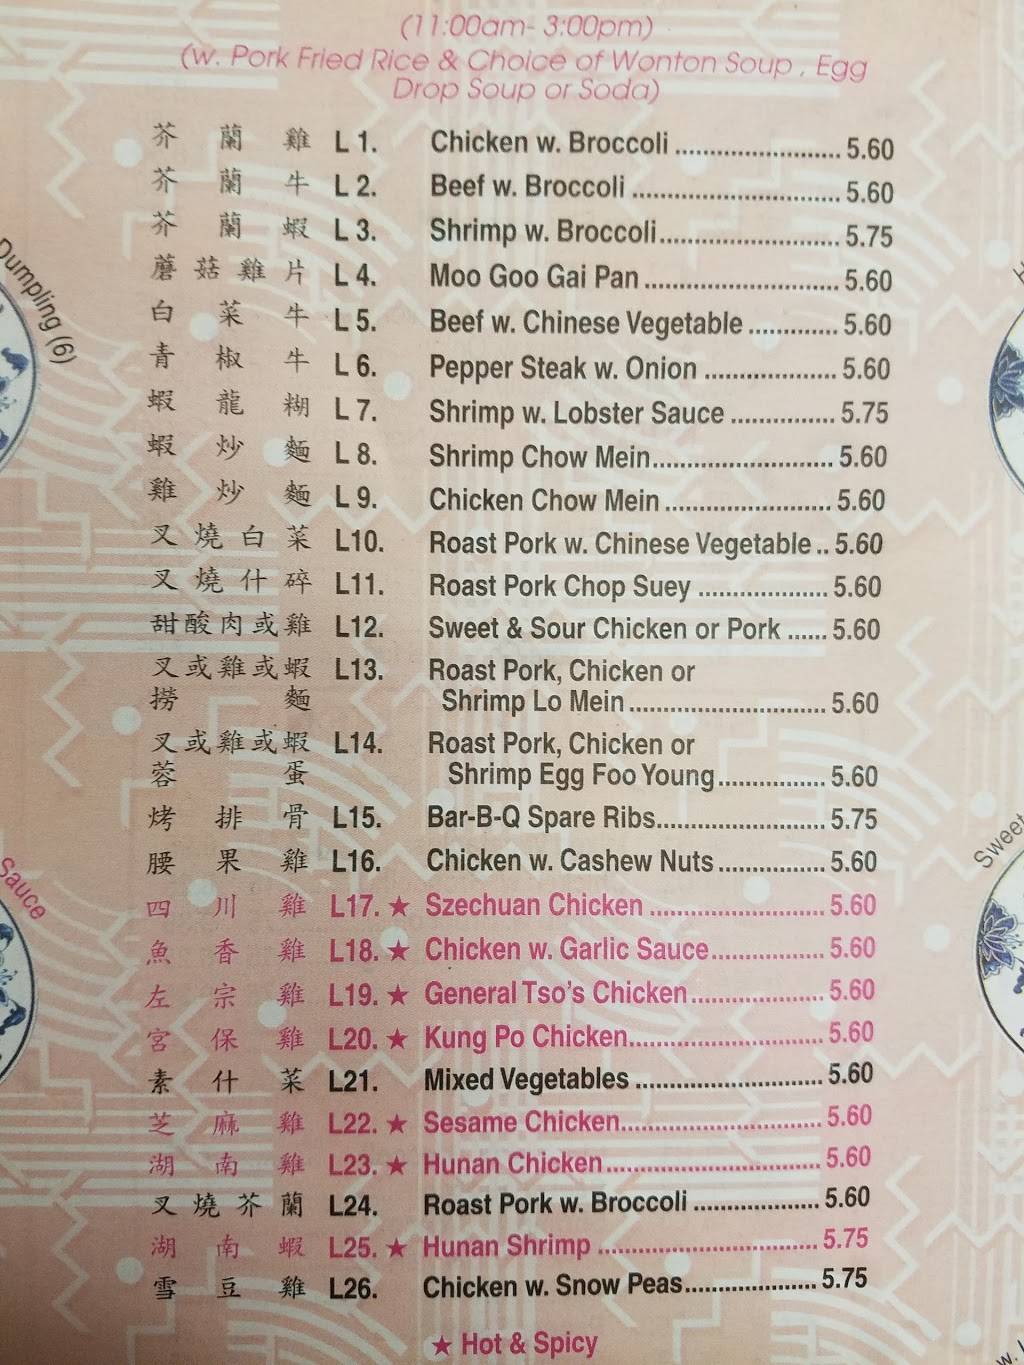 (11:00am- 3:00pm)
(w. Pork Fried Rice & Choice of Wonton Soup , Egg
Drop Soup or Soda)
芥 蘭 雞 L 1. Chicken w. Broccoli ........................ 5.60
芥 蘭 牛 L 2. Beef w. Broccoli ............................... 5.60
芥 蘭 蝦 L 3. Shrimp w. Broccoli........................... 5.75
蘑 菇 雞 片 L 4. Moo Goo Gai Pan ............................ 5.60
白 菜 牛 L 5. Beef w. Chinese Vegetable ............. 5.60
青 椒 牛 L 6. Pepper Steak w. Onion ................... 5.60
蝦 龍 糊 L 7. Shrimp w. Lobster Sauce ............... 5.75
蝦 炒 麵 L 8. Shrimp Chow Mein........................... 5.60
雞 炒 麵 L 9. Chicken Chow Mein ......................... 5.60
叉 燒 白 菜 L10. Roast Pork w. Chinese Vegetable .. 5.60
叉 燒 什 碎 L11. Roast Pork Chop Suey ................... 5.60
甜酸肉或雞 L12. Sweet & Sour Chicken or Pork ...... 5.60
叉或雞或蝦 L13. Roast Pork, Chicken or
撈 麵 Shrimp Lo Mein ............................. 5.60
叉或雞或蝦 L14. Roast Pork, Chicken or
蓉 蛋 Shrimp Egg Foo Young................ 5.60
烤 排 骨 L15. Bar-B-Q Spare Ribs......................... 5.75
腰 果 雞 L16. Chicken w. Cashew Nuts ................ 5.60
四 川 雞 L17. ★ Szechuan Chicken .......................... 5.60
魚 香 雞 L18. ★ Chicken w. Garlic Sauce................. 5.60
左 宗 雞 L19. ★ General Tso's Chicken.................... 5.60
宮 保 雞 L20. ★ Kung Po Chicken............................. 5.60
素 什 菜 L21. Mixed Vegetables ............................ 5.60
芝 麻 雞 L22. ★ Sesame Chicken.............................. 5.60
湖 南 雞 L23. ★ Hunan Chicken................................ 5.60
叉 燒 芥 蘭 L24. Roast Pork w. Broccoli ................... 5.60
湖 南 蝦 L25. ★ Hunan Shrimp ................................. 5.75
雪 豆 雞 L26. Chicken w. Snow Peas.................... 5.75
★ Hot & Spicy
Dumpling (6)
Sauce
Sweet